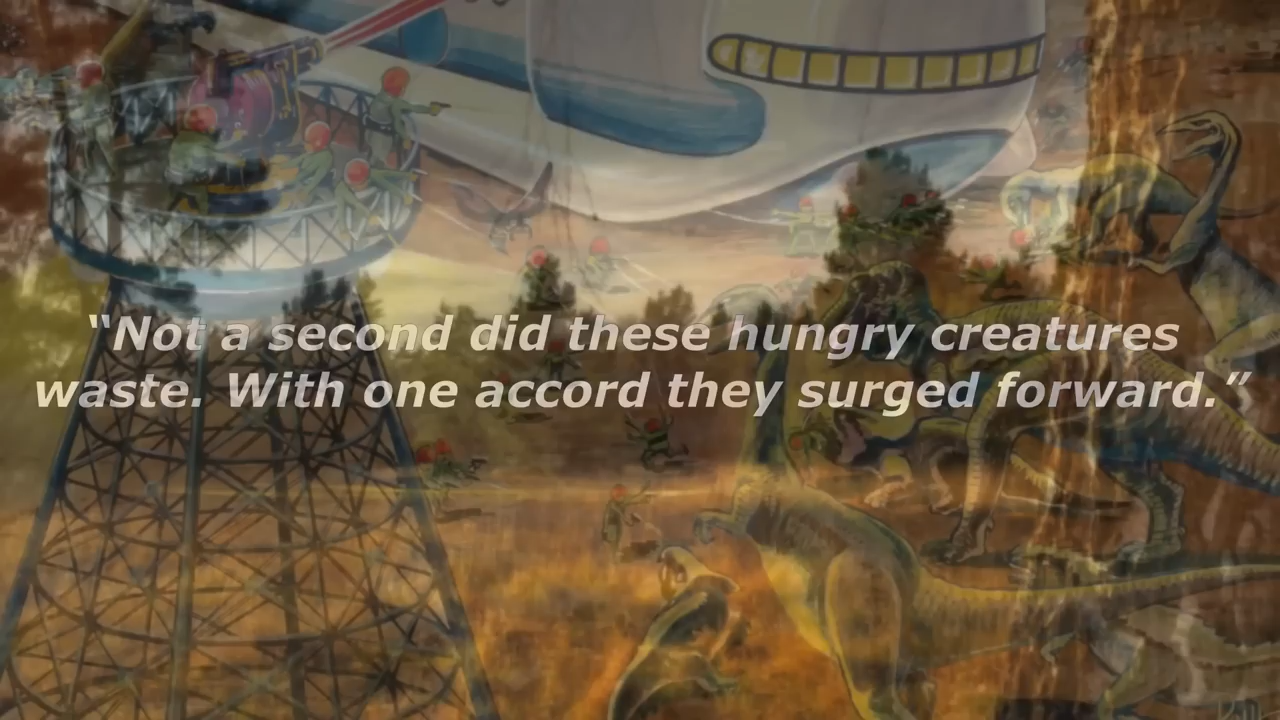 “Not a second did these hungry creatures
waste. With one accord they surged forward.”